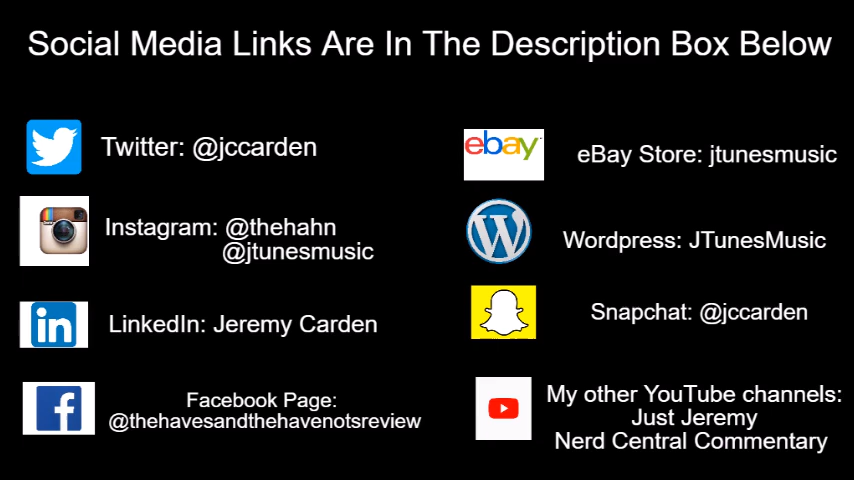 Social Media Links Are In The Description Box Below
Twitter: @jccarden
Instagram: @thehahn
@jtunesmusic
in
LinkedIn: Jeremy Carden
f
Facebook Page:
@thehavesandthehavenotsreview
ebay
eBay Store: jtunesmusic
W
Wordpress: JTunesMusic
Snapchat: @jccarden
My other YouTube channels:
Just Jeremy
Nerd Central Commentary